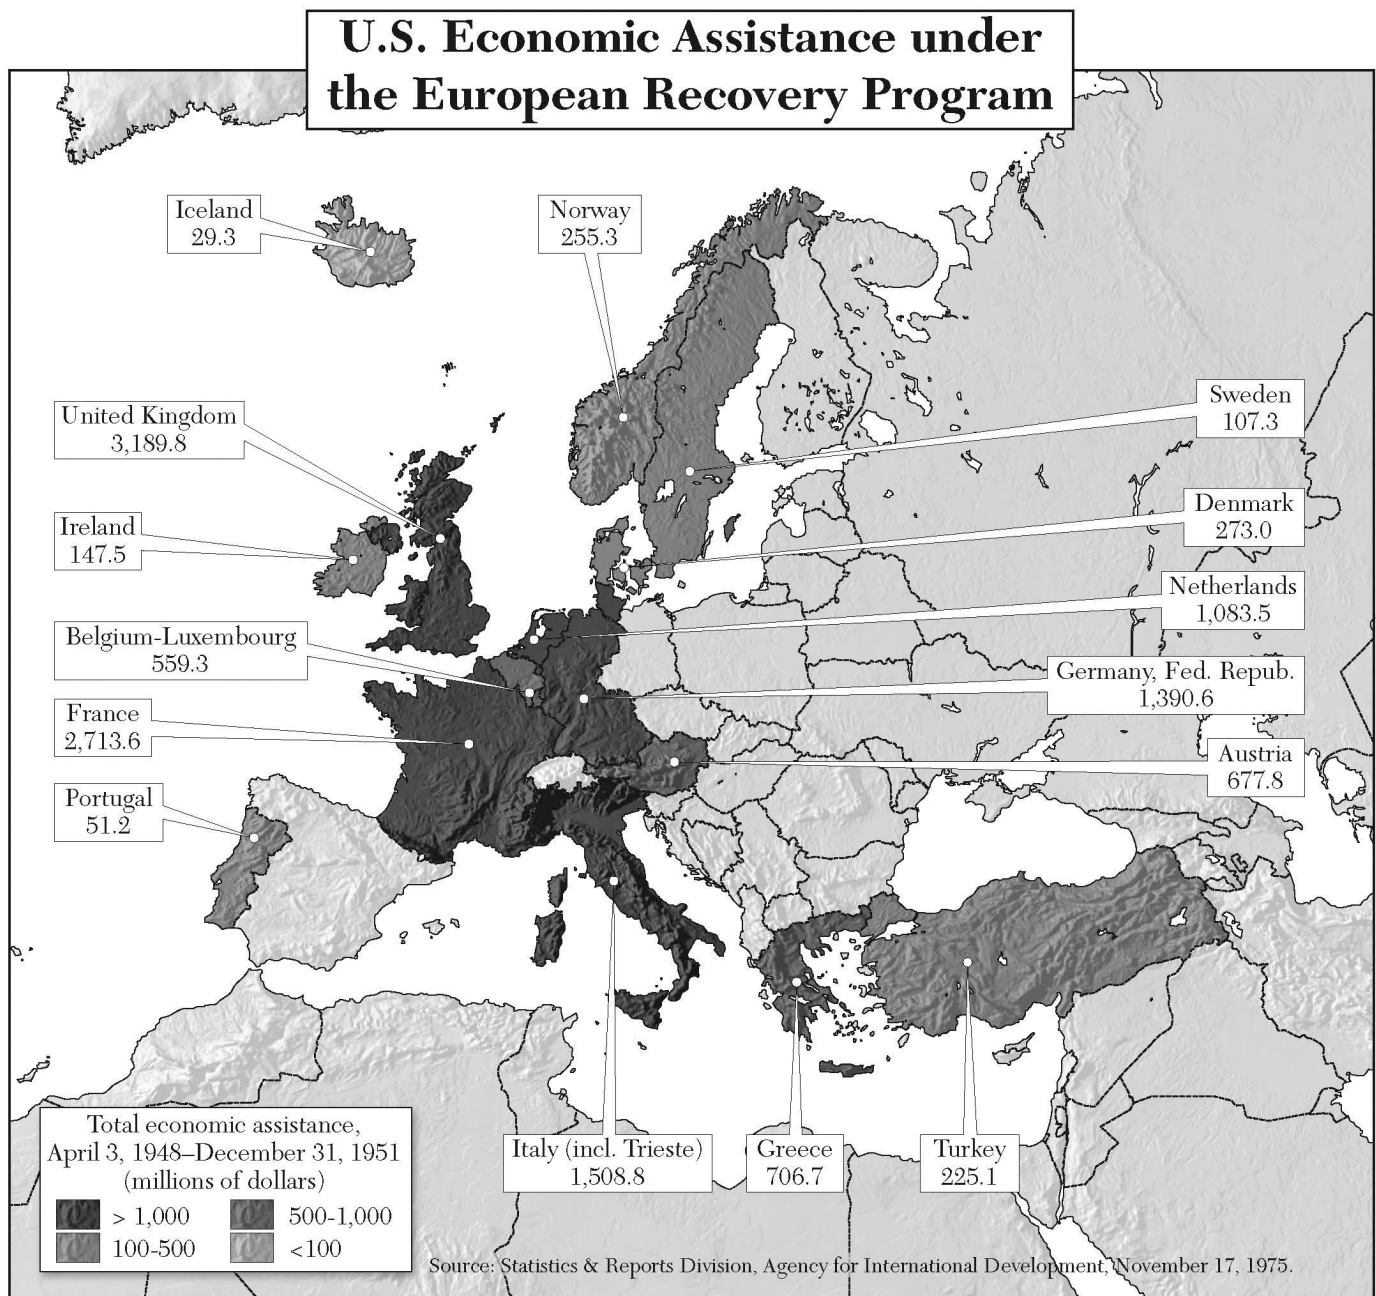 U.S. Economic Assistance under
the European Recovery Program
Iceland
29.3
Norway
255.3
United Kingdom
3,189.8
Sweden
107.3
Ireland
147.5
Denmark
273.0
Netherlands
1,083.5
Belgium-Luxembourg
559.3
Germany, Fed. Repub.
1,390.6
France
2,713.6
Austria
677.8
Portugal
51.2
Italy (incl. Trieste)
1,508.8
Greece
706.7
Turkey
225.1
Total economic assistance,
April 3, 1948–December 31, 1951
(millions of dollars)
> 1,000
500-1,000
100-500
<100
Source: Statistics & Reports Division, Agency for International Development, November 17, 1975.